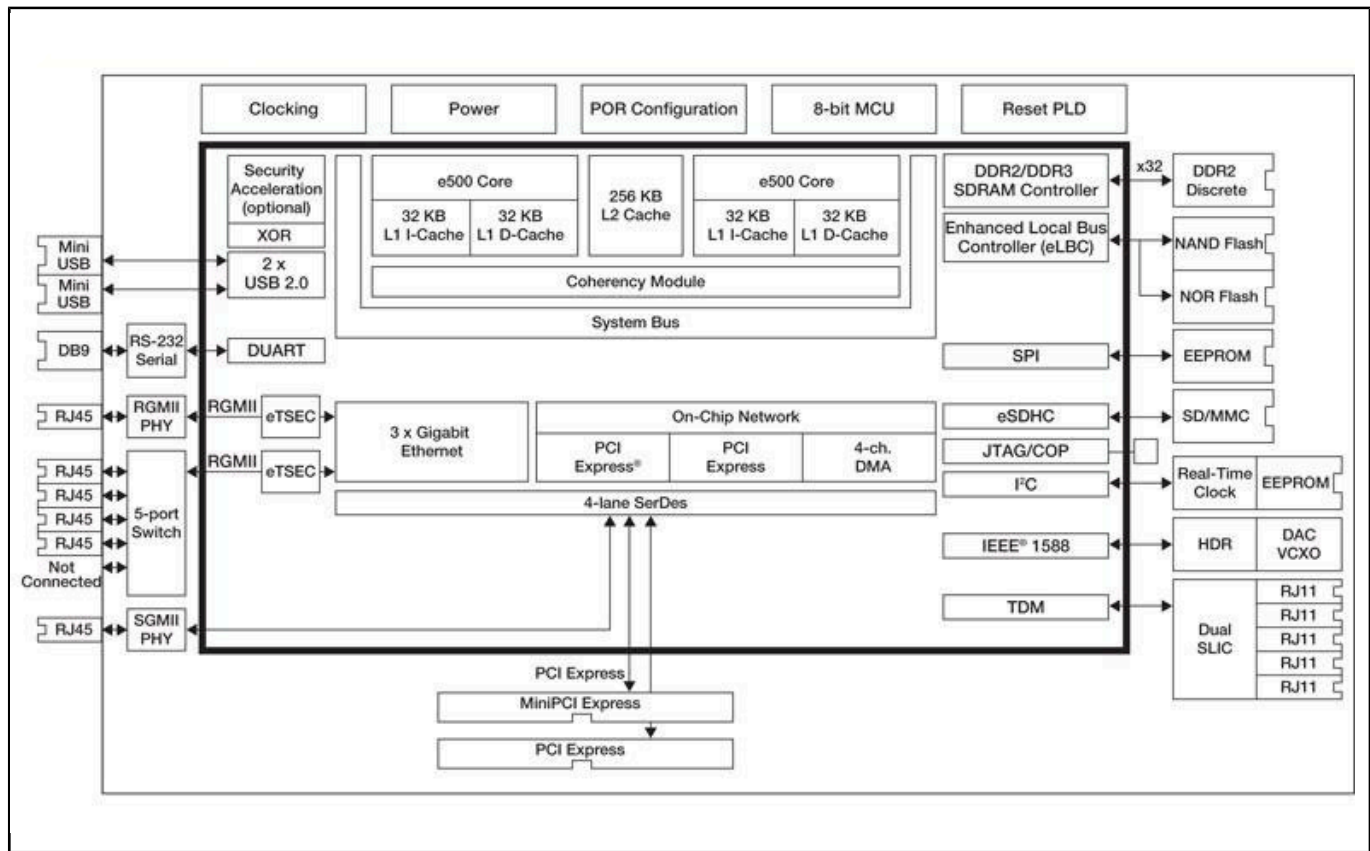 Clocking
Power
POR Configuration
8-bit MCU
Reset PLD
Security
Acceleration
(optional)
XOR
2 x
USB 2.0
DUART
e500 Core
32 KB
L1 I-Cache
32 KB
L1 D-Cache
256 KB
L2 Cache
e500 Core
32 KB
L1 I-Cache
32 KB
L1 D-Cache
Coherency Module
System Bus
DDR2/DDR3
SDRAM Controller
x32
DDR2
Discrete
Enhanced Local Bus
Controller (eLBC)
NAND Flash
NOR Flash
Mini
USB
Mini
USB
DB9
RS-232
Serial
SPI
EEPROM
RJ45
RGMII
PHY
RGMII
eTSEC
3 x Gigabit
Ethernet
On-Chip Network
PCI
Express®
PCI
Express
4-ch.
DMA
eSDHC
SD/MMC
JTAG/COP
RJ45
RJ45
RJ45
RJ45
Not
Connected
5-port
Switch
RGMII
eTSEC
4-lane SerDes
I²C
Real-Time
Clock
EEPROM
IEEE® 1588
HDR
DAC
VCXO
RJ45
SGMII
PHY
TDM
Dual
SLIC
RJ11
RJ11
RJ11
RJ11
RJ11
PCI Express
MiniPCI Express
PCI Express